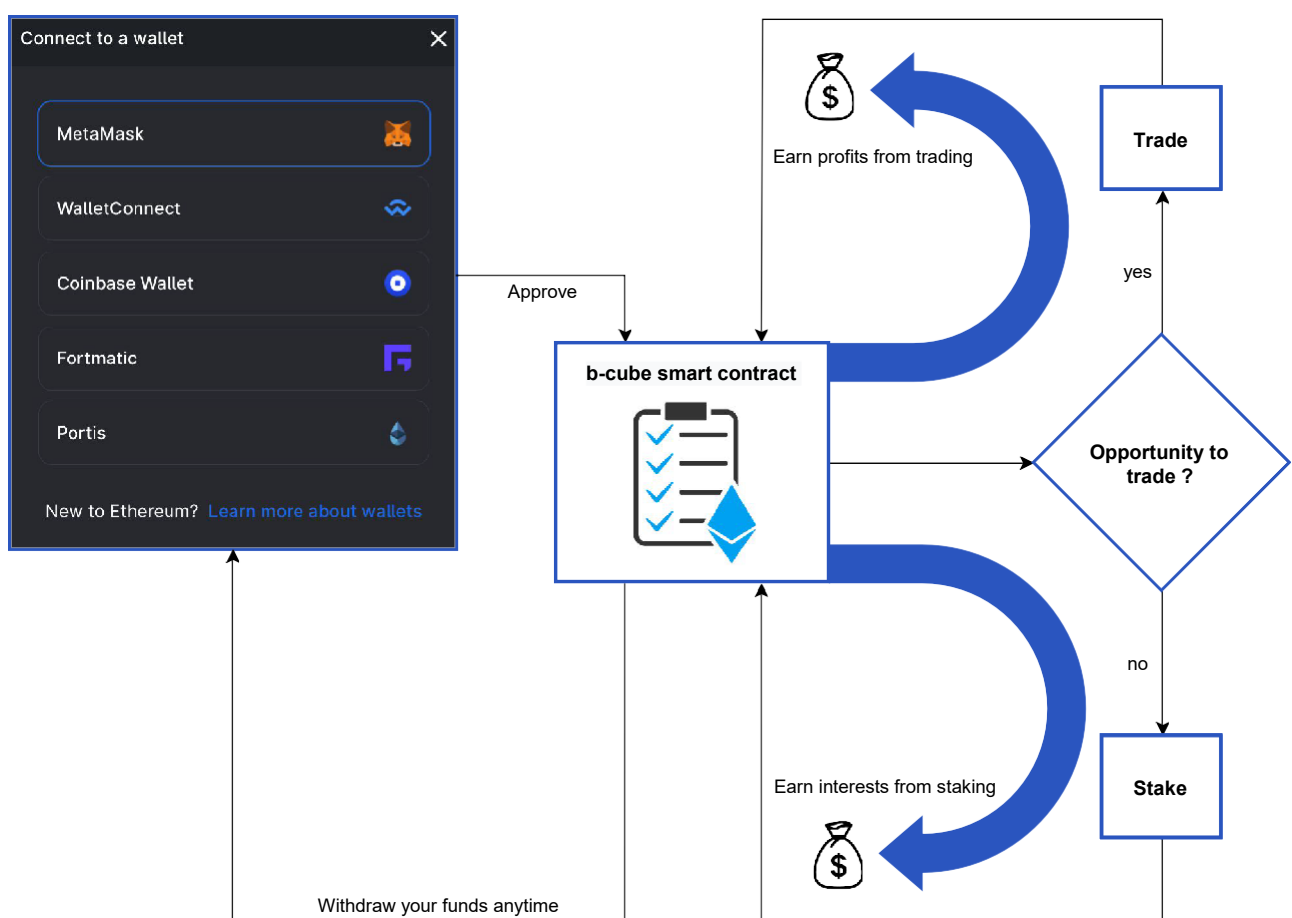 Connect to a wallet
MetaMask
WalletConnect
Coinbase Wallet
Fortmatic
Portis
New to Ethereum? Learn more about wallets
Approve
b-cube smart contract
$
Earn profits from trading
Trade
yes
Opportunity to
trade ?
no
Stake
Earn interests from staking
$
Withdraw your funds anytime